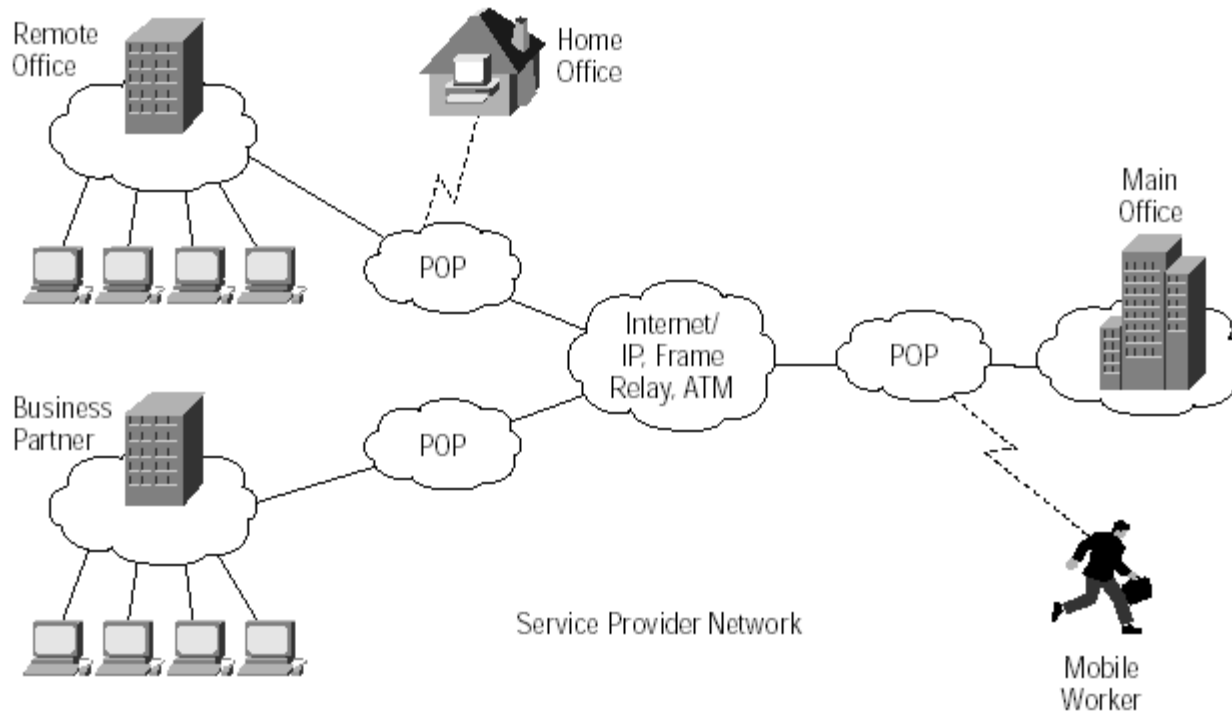 Remote
Office
Home
Office
Main
Office
POP
Internet/
IP, Frame
Relay, ATM
POP
Business
Partner
POP
Service Provider Network
Mobile
Worker